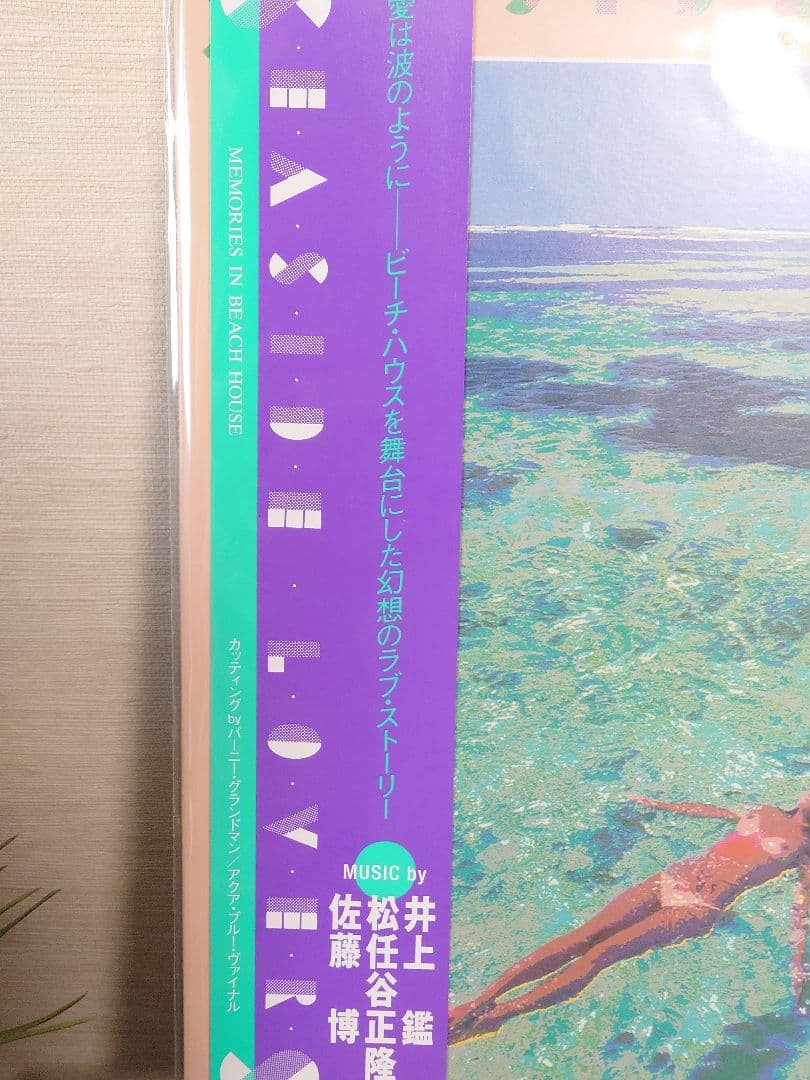 愛は波のように──ビーチ・ハウスを舞台にした幻想のラブ・ストーリー
MUSIC by
井上 鑑
松任谷正隆
佐藤 博
S・E・A・S・I・D・E・L・O・V・E・R・S
MEMORIES IN BEACH HOUSE
カッティングbyバーニー・グランドマン／アクア・ブルー・ヴァイナル